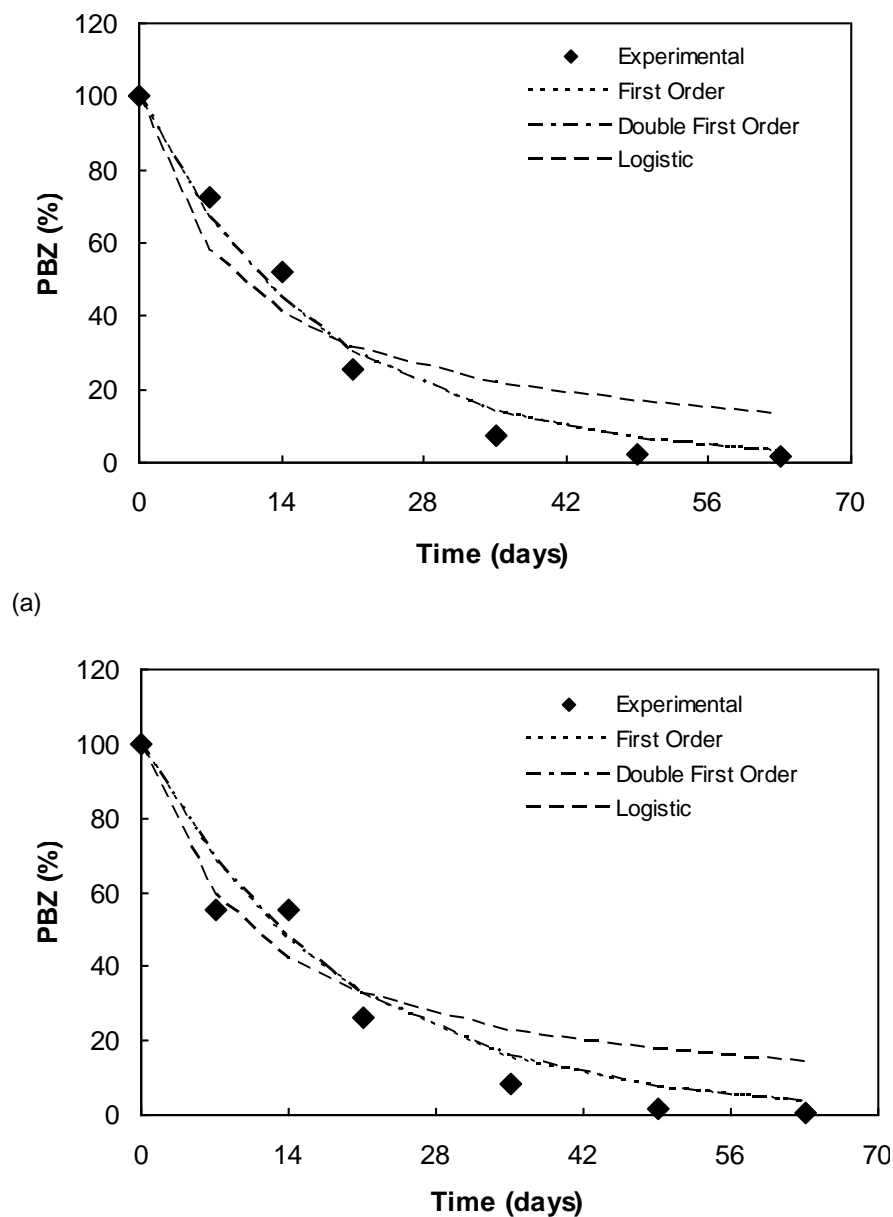 120
100
80
60
40
20
0
PBZ (%)
Experimental
First Order
Double First Order
Logistic
0 14 28 42 56 70
Time (days)
(a)
120
100
80
60
40
20
0
PBZ (%)
Experimental
First Order
Double First Order
Logistic
0 14 28 42 56 70
Time (days)